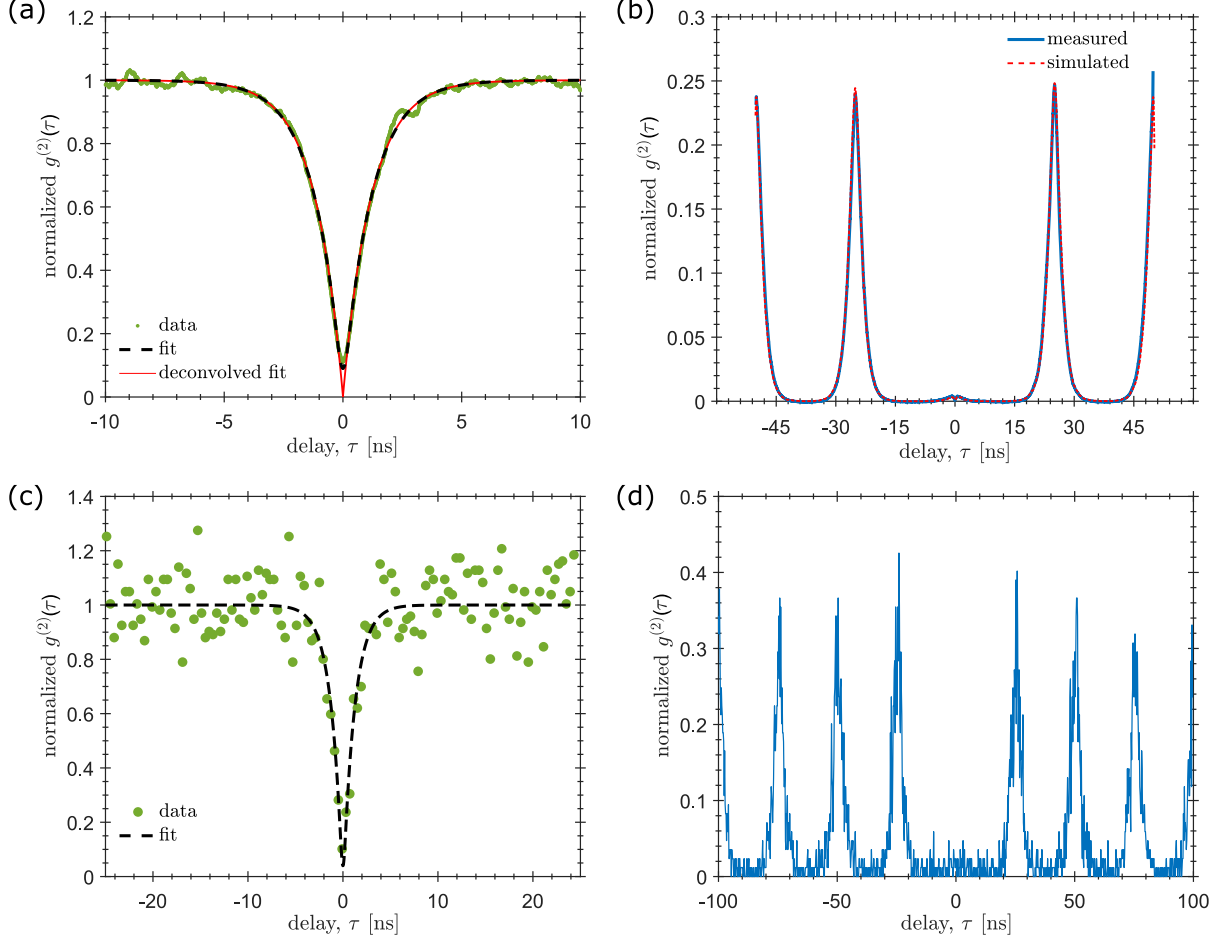 (a)
1.2
1
0.8
0.6
0.4
0.2
0
normalized g(2)(τ)
data
fit
deconvolved fit
-10 -5 0 5 10
delay, τ [ns]
(b)
0.3
0.25
0.2
0.15
0.1
0.05
0
normalized g(2)(τ)
measured
simulated
-45 -30 -15 0 15 30 45
delay, τ [ns]
(c)
1.4
1.2
1
0.8
0.6
0.4
0.2
0
normalized g(2)(τ)
data
fit
-20 -10 0 10 20
delay, τ [ns]
(d)
0.5
0.4
0.3
0.2
0.1
0
normalized g(2)(τ)
-100 -50 0 50 100
delay, τ [ns]